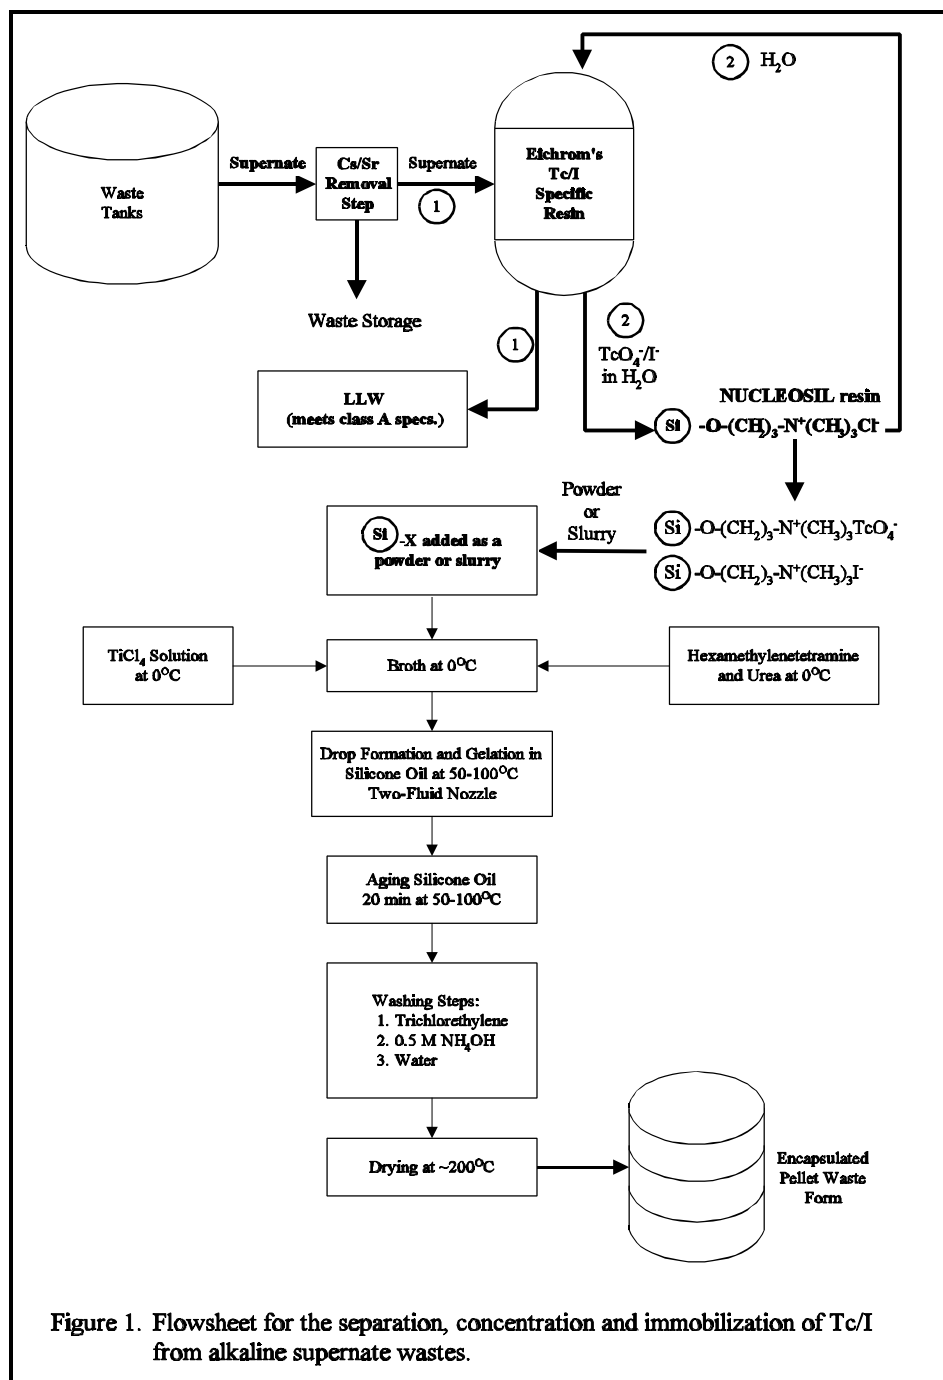 2 H₂O
Waste
Tanks
Supernate
Cs/Sr
Removal
Step
Supernate
1
Eichrom's
Tc/I
Specific
Resin
Waste Storage
1
2
TcO₄⁻/I⁻
in H₂O
LLW
(meets class A specs.)
NUCLEOSIL resin
Si -O-(CH₂)₃-N⁺(CH₃)₃Cl⁻
Powder
or
Slurry
Si -O-(CH₂)₃-N⁺(CH₃)₃TcO₄⁻
Si -O-(CH₂)₃-N⁺(CH₃)₃I⁻
Si -X added as a
powder or slurry
TiCl₄ Solution
at 0°C
Broth at 0°C
Hexamethylenetetramine
and Urea at 0°C
Drop Formation and Gelation in
Silicone Oil at 50-100°C
Two-Fluid Nozzle
Aging Silicone Oil
20 min at 50-100°C
Washing Steps:
1. Trichlorethylene
2. 0.5 M NH₄OH
3. Water
Drying at ~200°C
Encapsulated
Pellet Waste
Form
Figure 1. Flowsheet for the separation, concentration and immobilization of Tc/I
from alkaline supernate wastes.